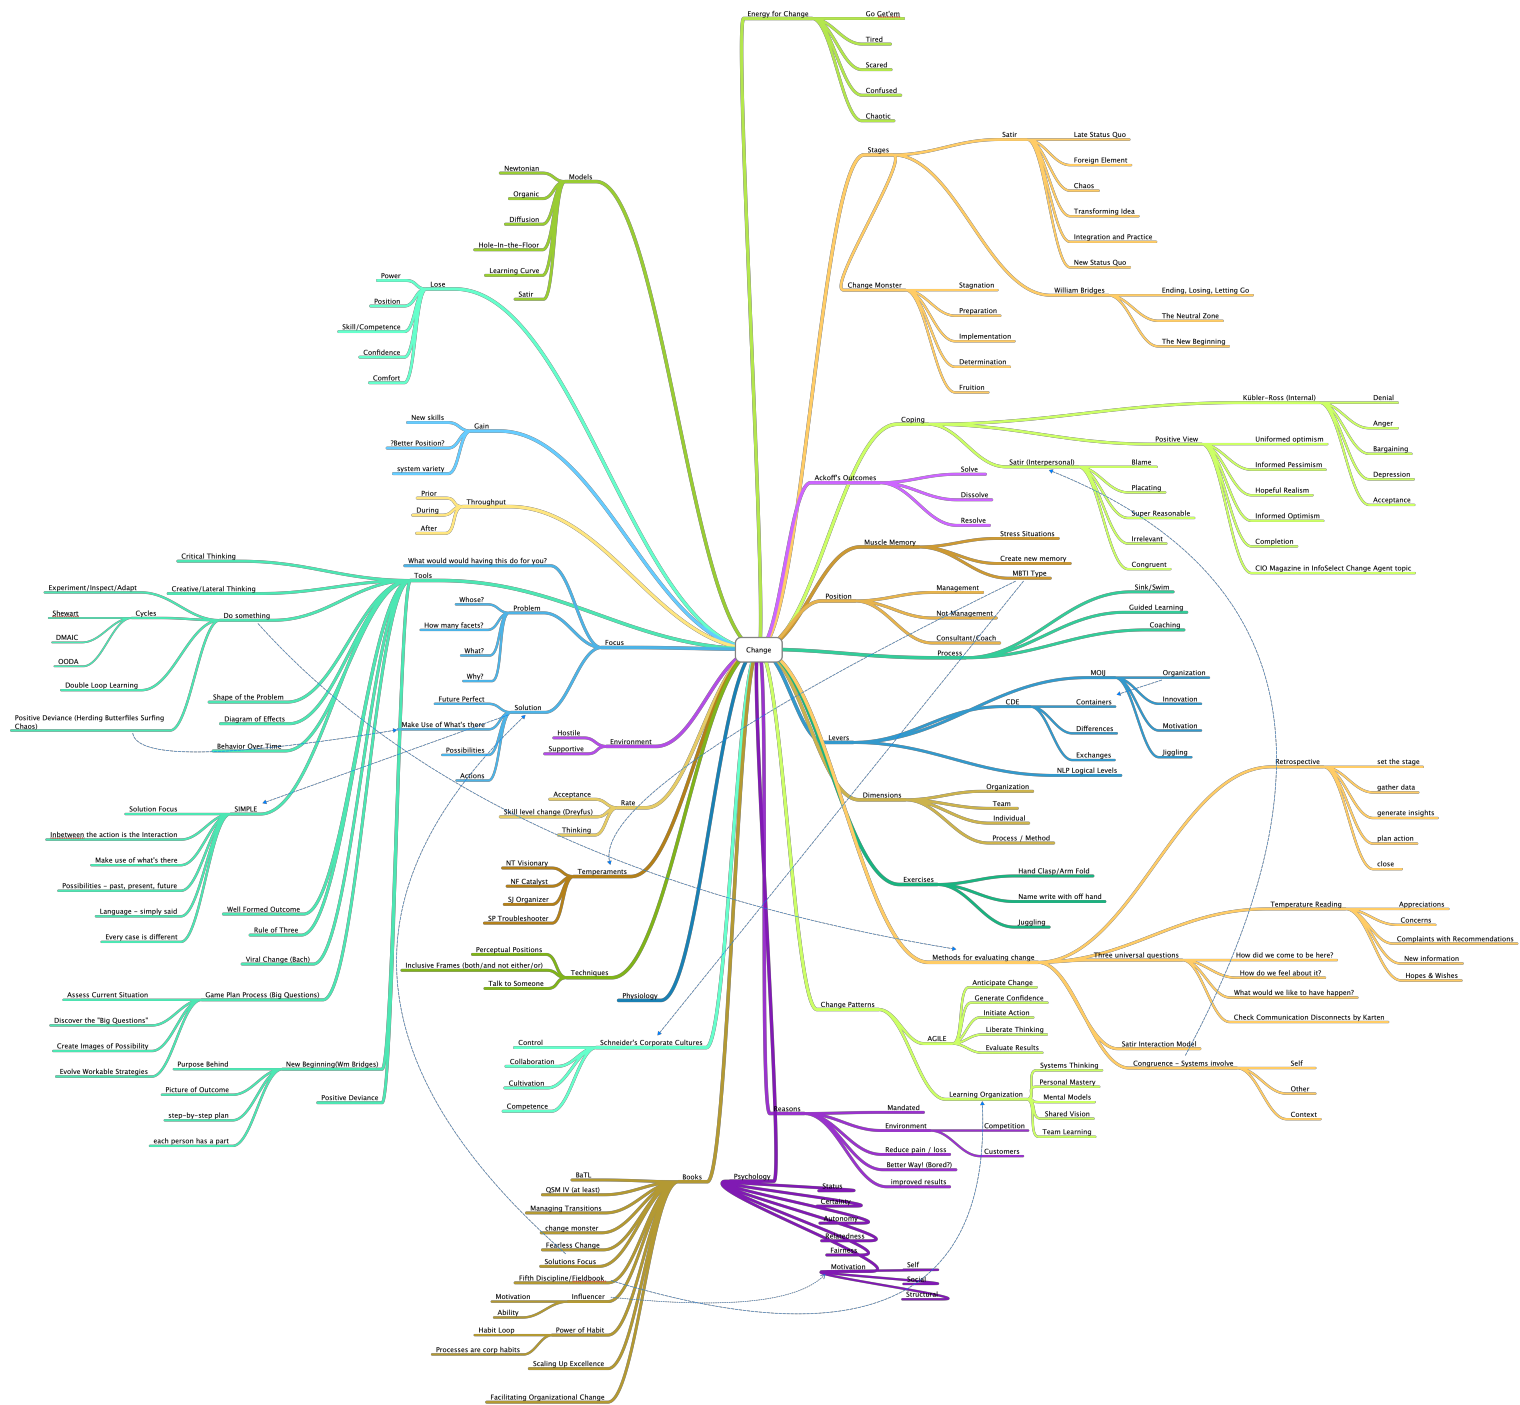 Change
Energy for Change
Go Get'em
Tired
Scared
Confused
Chaotic
Stages
Satir
Late Status Quo
Foreign Element
Chaos
Transforming Idea
Integration and Practice
New Status Quo
William Bridges
Ending, Losing, Letting Go
The Neutral Zone
The New Beginning
Change Monster
Stagnation
Preparation
Implementation
Determination
Fruition
Coping
Kübler-Ross (Internal)
Denial
Anger
Bargaining
Depression
Acceptance
Positive View
Uniformed optimism
Informed Pessimism
Hopeful Realism
Informed Optimism
Completion
CIO Magazine in InfoSelect Change Agent topic
Satir (Interpersonal)
Blame
Placating
Super Reasonable
Irrelevant
Congruent
Ackoff's Outcomes
Solve
Dissolve
Resolve
Muscle Memory
Stress Situations
Create new memory
MBTI Type
Position
Management
Not Management
Consultant/Coach
Process
Sink/Swim
Guided Learning
Coaching
Levers
MOIJ
Organization
Innovation
Motivation
Jiggling
CDE
Containers
Differences
Exchanges
NLP Logical Levels
Dimensions
Organization
Team
Individual
Process / Method
Exercises
Hand Clasp/Arm Fold
Name write with off hand
Juggling
Methods for evaluating change
Retrospective
set the stage
gather data
generate insights
plan action
close
Temperature Reading
Appreciations
Concerns
Complaints with Recommendations
New information
Hopes & Wishes
Three universal questions
How did we come to be here?
How do we feel about it?
What would we like to have happen?
Check Communication Disconnects by Karten
Satir Interaction Model
Congruence - Systems involve
Self
Other
Context
Change Patterns
AGILE
Anticipate Change
Generate Confidence
Initiate Action
Liberate Thinking
Evaluate Results
Learning Organization
Systems Thinking
Personal Mastery
Mental Models
Shared Vision
Team Learning
Reasons
Mandated
Environment
Competition
Customers
Reduce pain / loss
Better Way! (Bored?)
improved results
Psychology
Status
Certainty
Autonomy
Relatedness
Fairness
Motivation
Self
Social
Structural
Models
Newtonian
Organic
Diffusion
Hole-In-the-Floor
Learning Curve
Satir
Lose
Power
Position
Skill/Competence
Confidence
Comfort
Gain
New skills
?Better Position?
system variety
Throughput
Prior
During
After
Tools
Critical Thinking
Creative/Lateral Thinking
Do something
Experiment/Inspect/Adapt
Cycles
Shewart
DMAIC
OODA
Double Loop Learning
Positive Deviance (Herding Butterfiles Surfing
Chaos)
Shape of the Problem
Diagram of Effects
Behavior Over Time
SIMPLE
Solution Focus
Inbetween the action is the Interaction
Make use of what's there
Possibilities - past, present, future
Language - simply said
Every case is different
Well Formed Outcome
Rule of Three
Viral Change (Bach)
Game Plan Process (Big Questions)
Assess Current Situation
Discover the "Big Questions"
Create Images of Possibility
Evolve Workable Strategies
New Beginning(Wm Bridges)
Purpose Behind
Picture of Outcome
step-by-step plan
each person has a part
Positive Deviance
Focus
What would would having this do for you?
Problem
Whose?
How many facets?
What?
Why?
Solution
Future Perfect
Make Use of What's there
Possibilities
Actions
Environment
Hostile
Supportive
Rate
Acceptance
Skill level change (Dreyfus)
Thinking
Temperaments
NT Visionary
NF Catalyst
SJ Organizer
SP Troubleshooter
Techniques
Perceptual Positions
Inclusive Frames (both/and not either/or)
Talk to Someone
Physiology
Schneider's Corporate Cultures
Control
Collaboration
Cultivation
Competence
Books
BaTL
QSM IV (at least)
Managing Transitions
change monster
Fearless Change
Solutions Focus
Fifth Discipline/Fieldbook
Influencer
Motivation
Ability
Power of Habit
Habit Loop
Processes are corp habits
Scaling Up Excellence
Facilitating Organizational Change